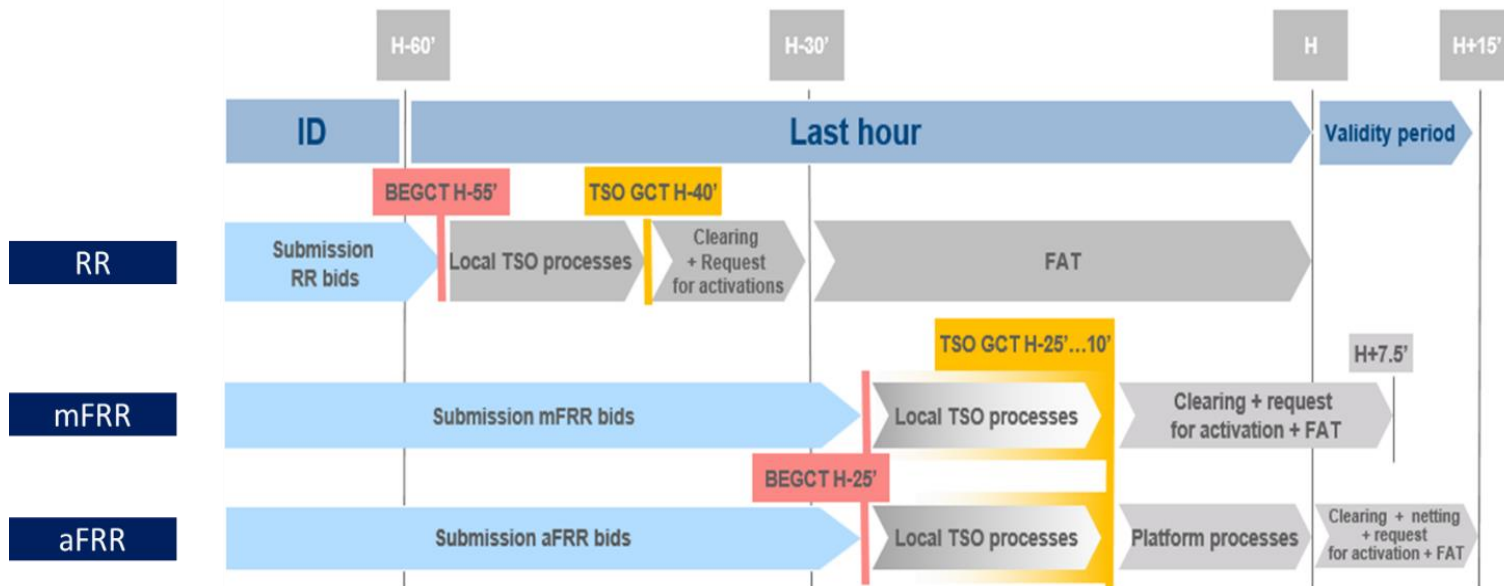 H-60’
H-30’
H
H+15’
ID
Last hour
Validity period
BEGCT H-55’
TSO GCT H-40’
RR
Submission
RR bids
Local TSO processes
Clearing
+ Request
for activations
FAT
TSO GCT H-25’...10’
H+7.5’
mFRR
Submission mFRR bids
Local TSO processes
Clearing + request
for activation + FAT
BEGCT H-25’
aFRR
Submission aFRR bids
Local TSO processes
Platform processes
Clearing + netting
+ request
for activation + FAT